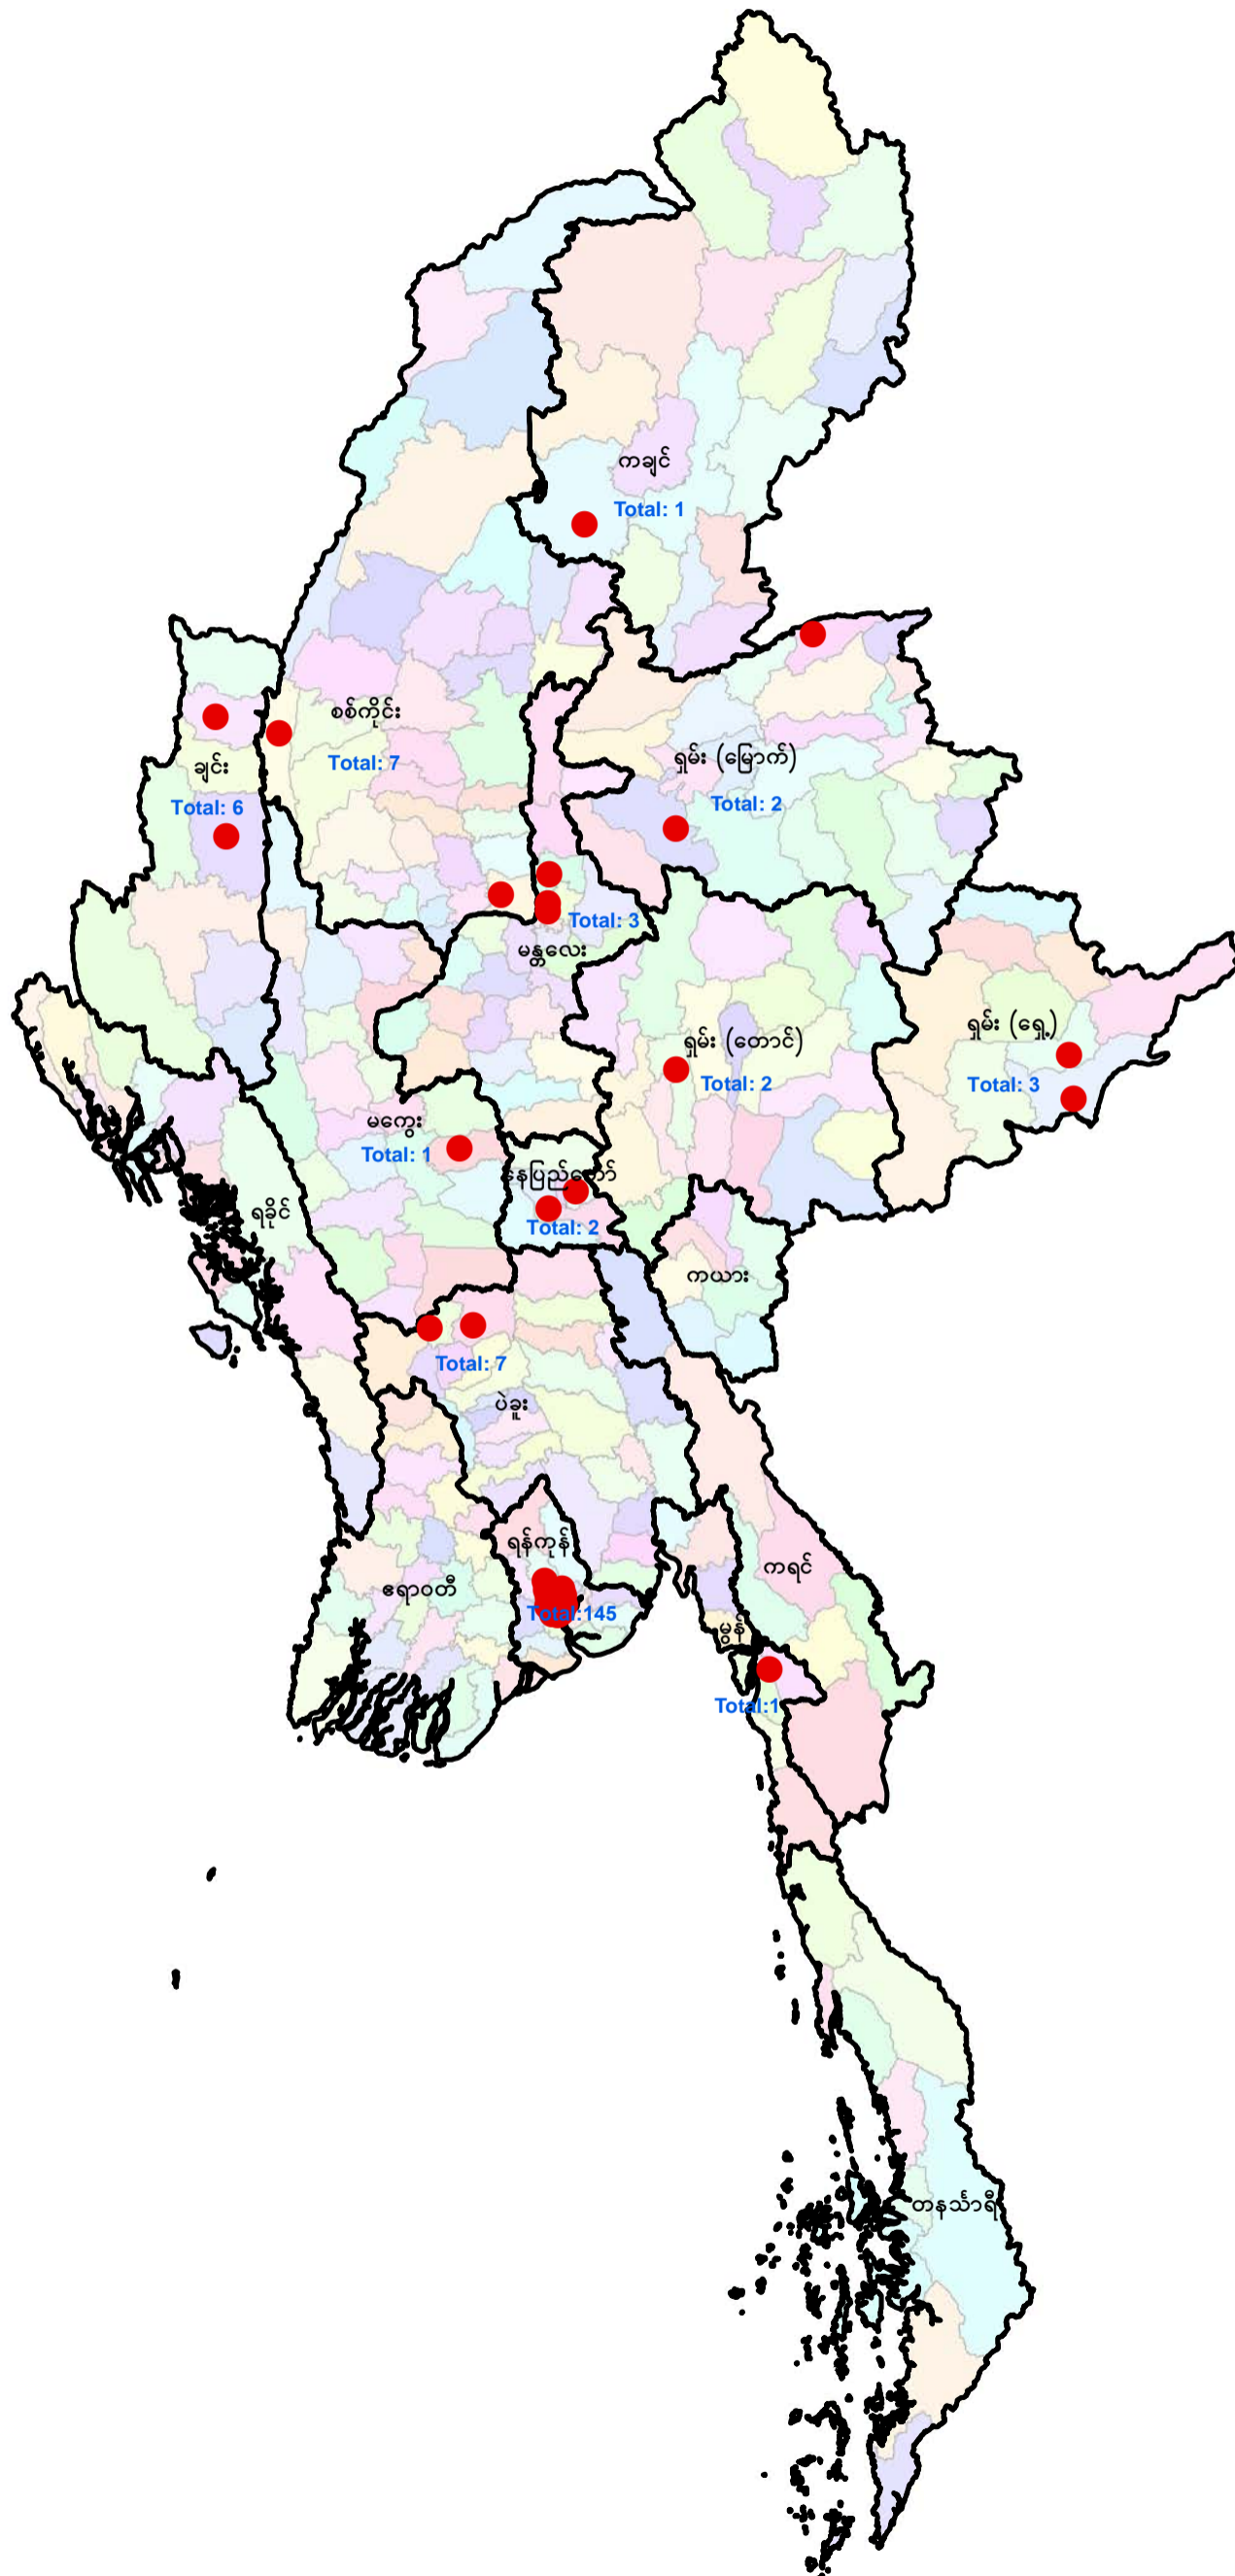 ကချင်
Total: 1
စစ်ကိုင်း
Total: 7
ချင်း
Total: 6
ရှမ်း (မြောက်)
Total: 2
Total: 3
မန္တလေး
ရှမ်း (တောင်)
Total: 2
ရှမ်း (ရှေ့)
Total: 3
မကွေး
Total: 1
နေပြည်တော်
Total: 2
ရခိုင်
ကယား
Total: 7
ပဲခူး
ရန်ကုန်
Total:145
ဧရာဝတီ
ကရင်
မွန်
Total:1
တနင်္သာရီ